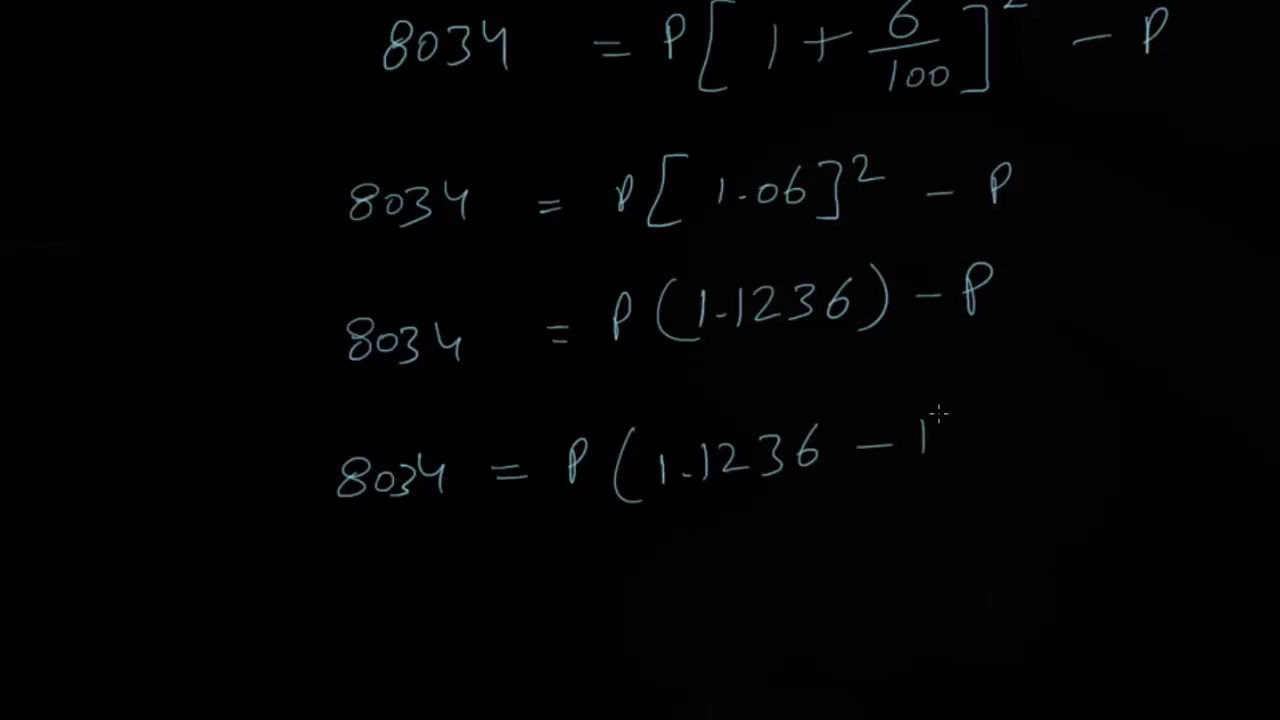 8034 = P[ 1 + 6/100 ]² - P
8034 = P[ 1.06]² - P
8034 = P(1.1236) - P
8034 = P(1.1236 - 1